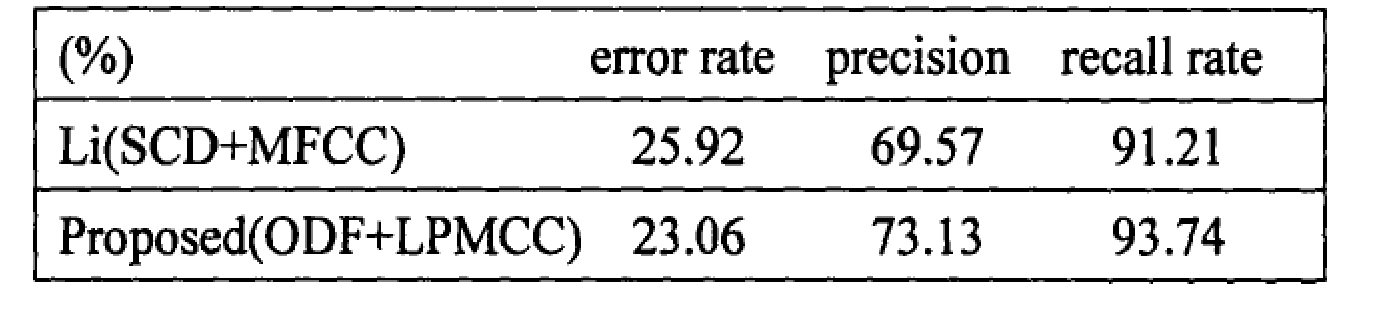 (%) error rate precision recall rate
Li(SCD+MFCC) 25.92 69.57 91.21
Proposed(ODF+LPMCC) 23.06 73.13 93.74